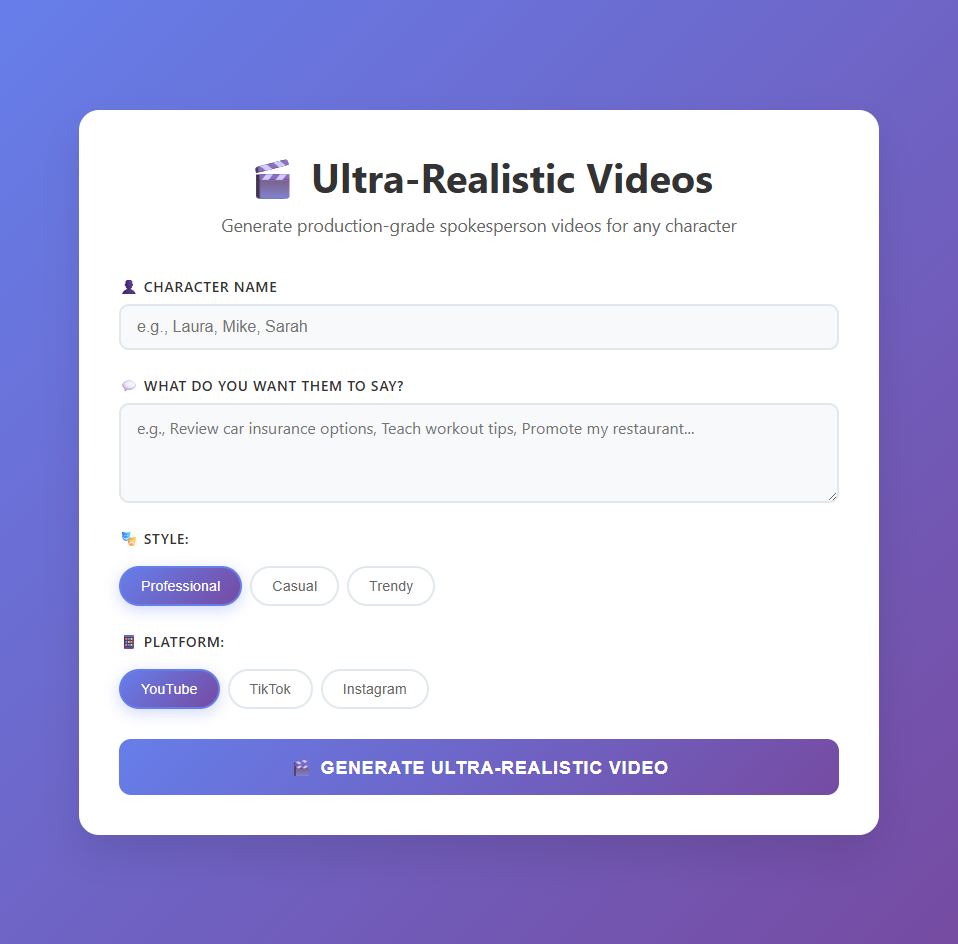 Ultra-Realistic Videos
Generate production-grade spokesperson videos for any character
CHARACTER NAME
e.g., Laura, Mike, Sarah
WHAT DO YOU WANT THEM TO SAY?
e.g., Review car insurance options, Teach workout tips, Promote my restaurant...
STYLE:
Professional Casual Trendy
PLATFORM:
YouTube TikTok Instagram
GENERATE ULTRA-REALISTIC VIDEO